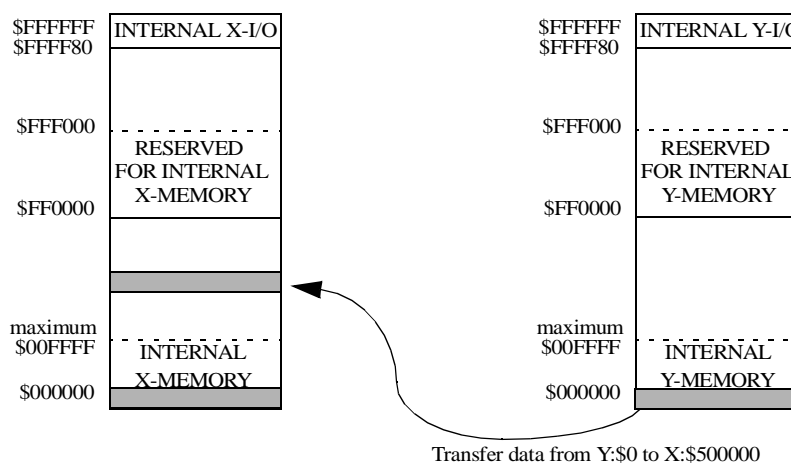 $FFFFFF
$FFFF80
INTERNAL X-I/O
$FFF000
RESERVED
FOR INTERNAL
X-MEMORY
$FF0000
maximum
$00FFFF
INTERNAL
X-MEMORY
$000000
$FFFFFF
$FFFF80
INTERNAL Y-I/O
$FFF000
RESERVED
FOR INTERNAL
Y-MEMORY
$FF0000
maximum
$00FFFF
INTERNAL
Y-MEMORY
$000000
Transfer data from Y:$0 to X:$500000